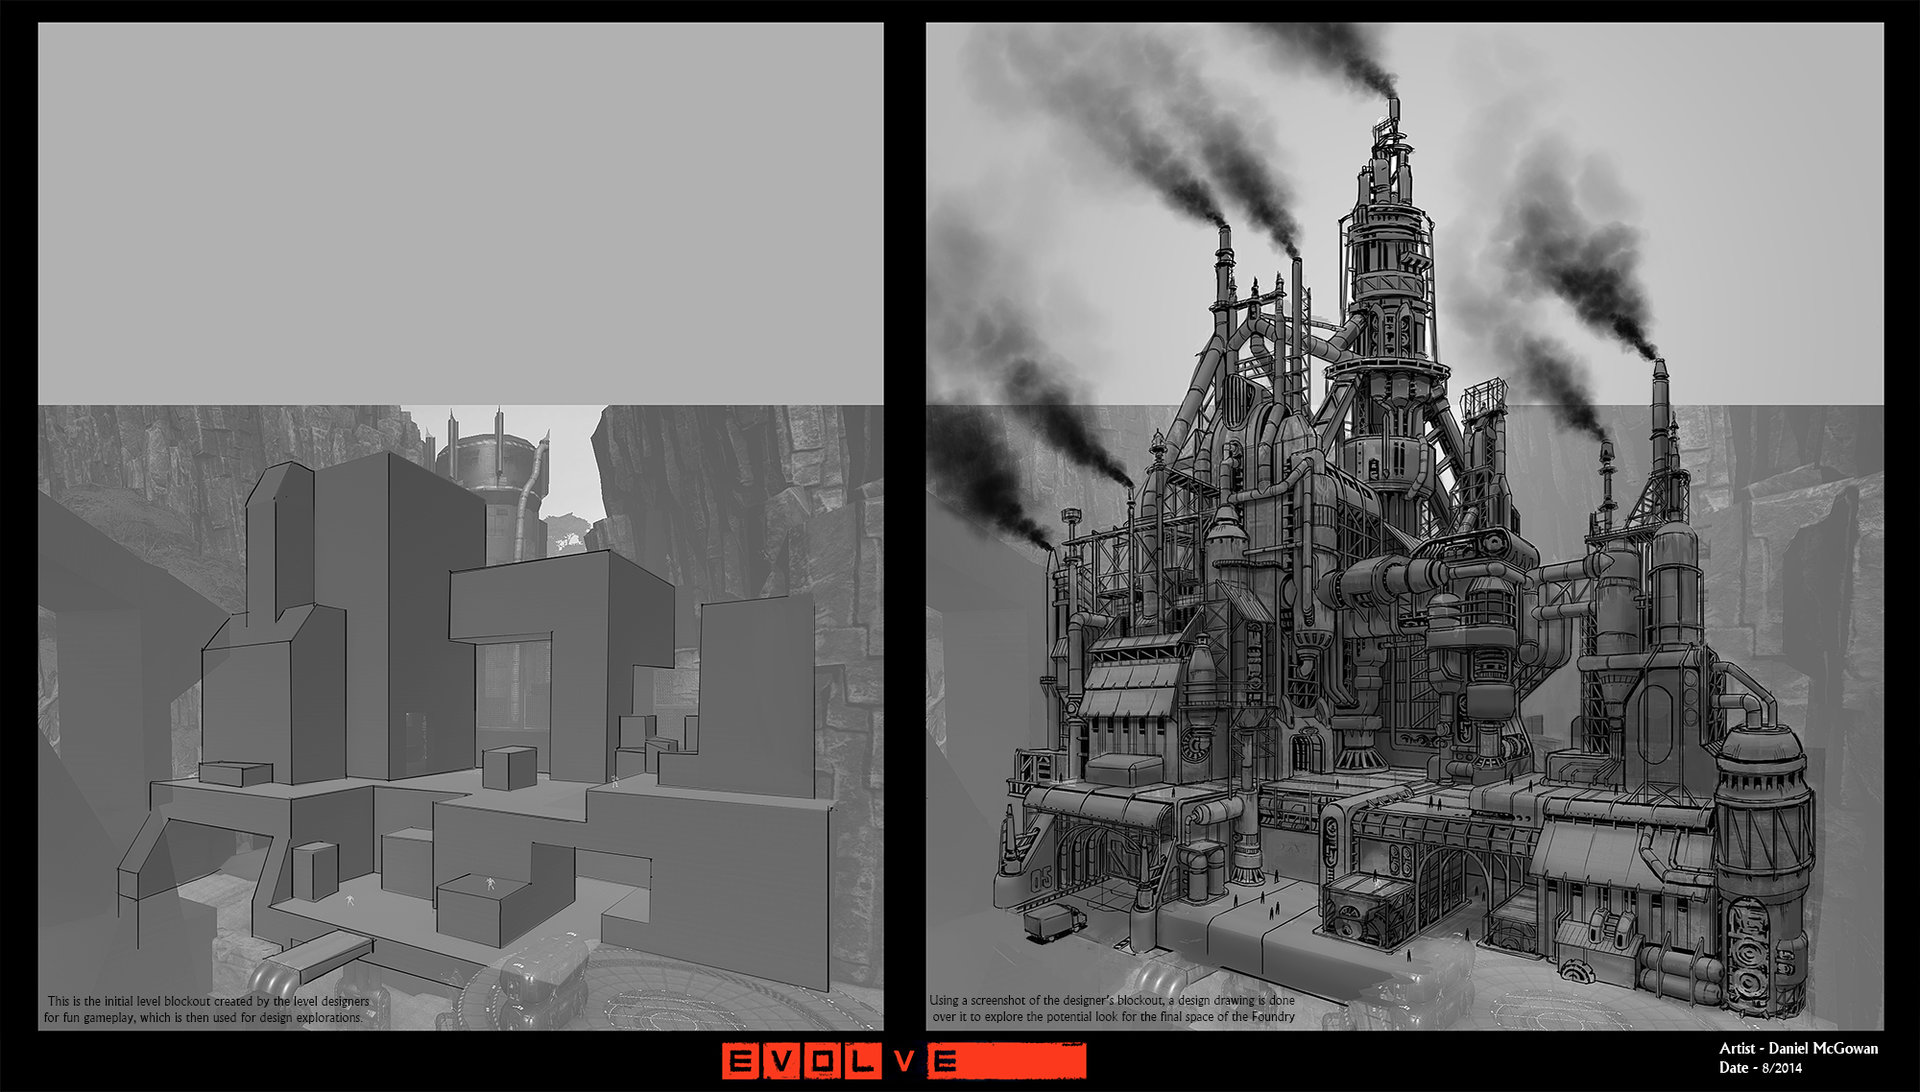 05
This is the initial level blockout created by the level designers
for fun gameplay, which is then used for design explorations.
Using a screenshot of the designer's blockout, a design drawing is done
over it to explore the potential look for the final space of the Foundry
EVOLVE
Artist - Daniel McGowan
Date - 8/2014